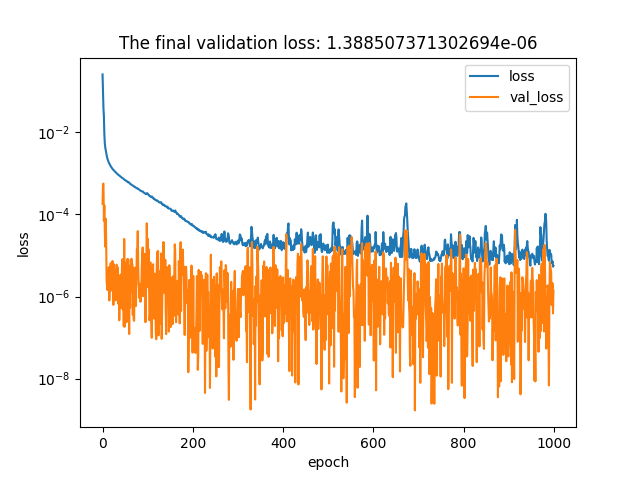 The final validation loss: 1.388507371302694e-06
loss
val_loss
10⁻²
10⁻⁴
10⁻⁶
10⁻⁸
loss
0 200 400 600 800 1000
epoch